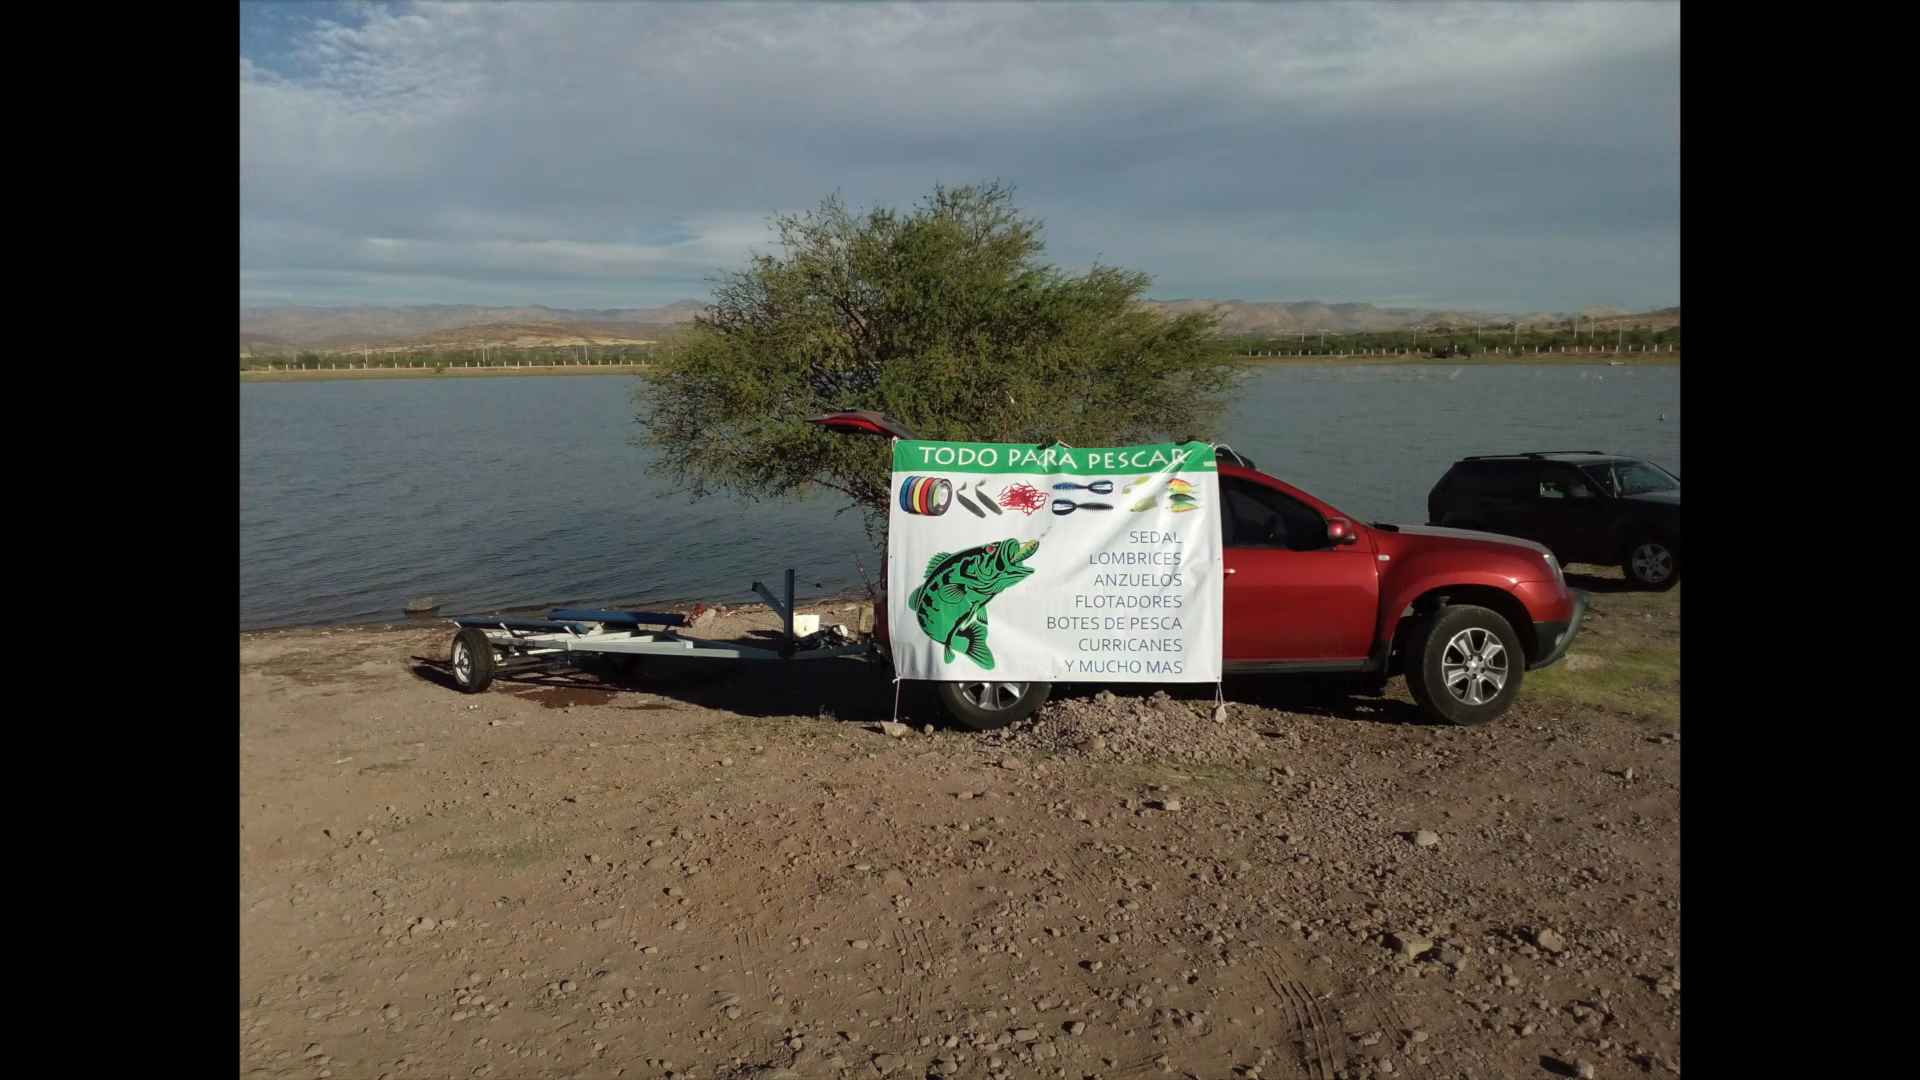 TODO PARA PESCAR
SEDAL
LOMBRICES
ANZUELOS
FLOTADORES
BOTES DE PESCA
CURRICANES
Y MUCHO MAS